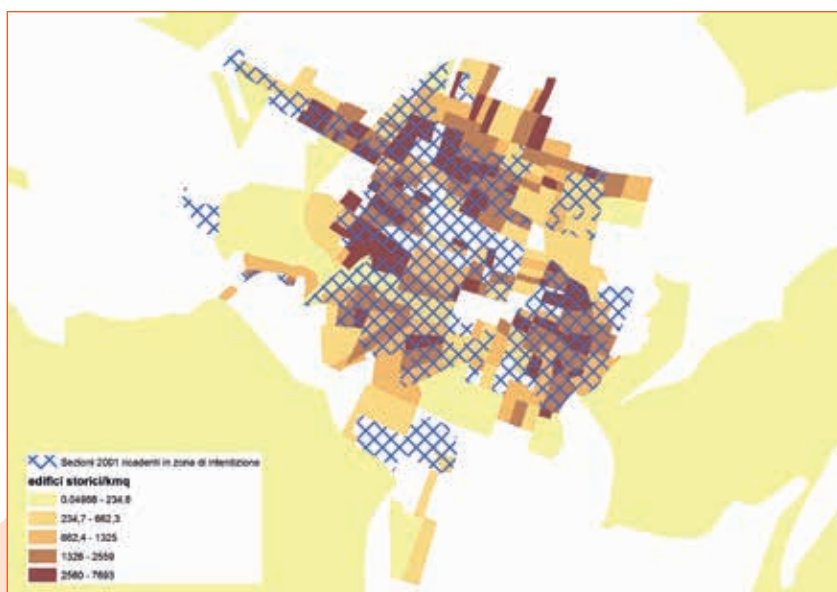 Sezioni 2001 ricadenti in zona di interdizione
edifici storici/kmq
0,04988 - 234,6
234,7 - 662,3
662,4 - 1325
1326 - 2559
2560 - 7693